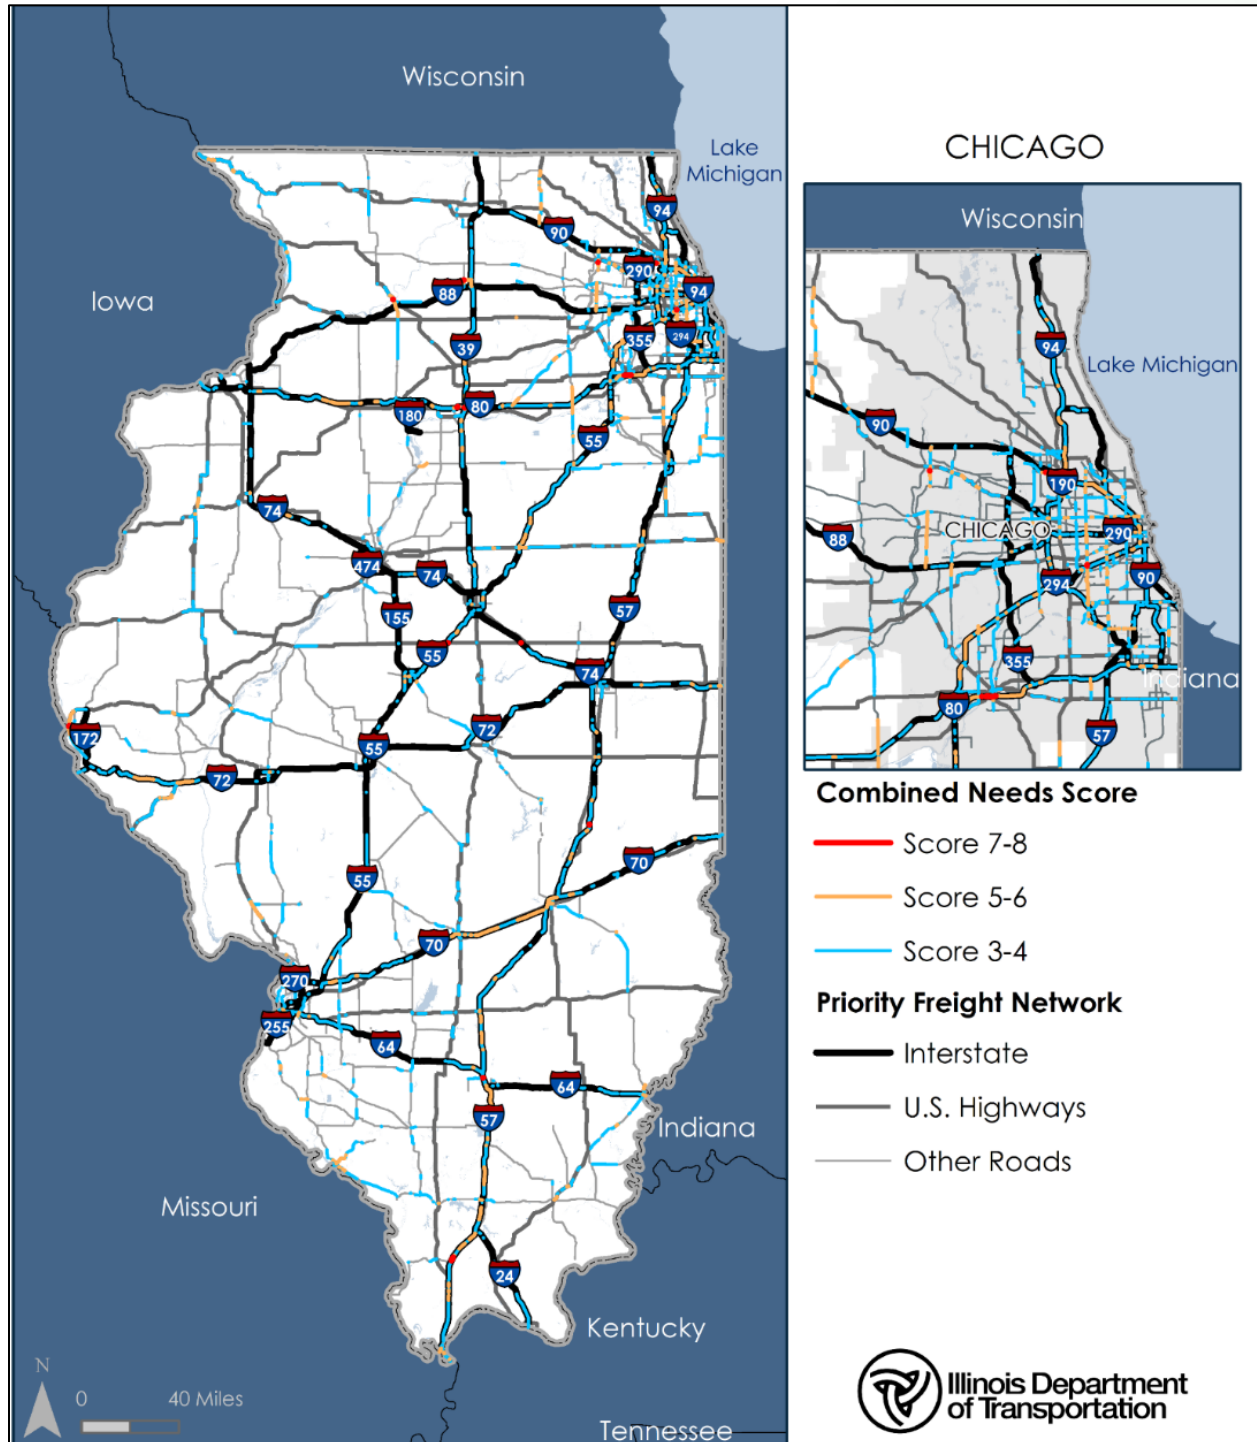 Wisconsin
Lake
Michigan
94
90
290
Iowa
88
94
39
355
294
180
80
55
74
474
74
155
57
55
74
172
72
55
72
70
55
70
270
255
64
64
57
Indiana
Missouri
24
Kentucky
N
0 40 Miles
Tennessee
CHICAGO
Wisconsin
94
Lake Michigan
90
190
CHICAGO
88
290
294
90
355
Indiana
80
57
Combined Needs Score
Score 7-8
Score 5-6
Score 3-4
Priority Freight Network
Interstate
U.S. Highways
Other Roads
Illinois Department
of Transportation